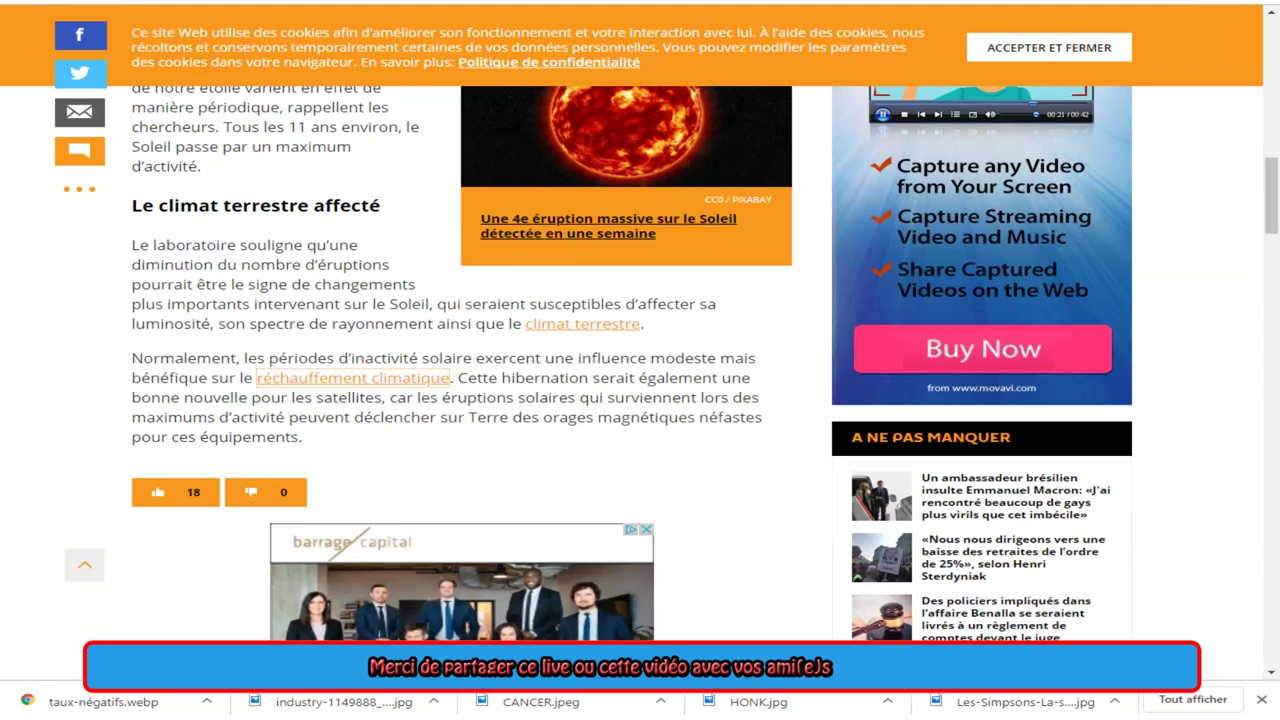 f
Ce site Web utilise des cookies afin d'améliorer son fonctionnement et votre interaction avec lui. À l'aide des cookies, nous
récoltons et conservons temporairement certaines de vos données personnelles. Vous pouvez modifier les paramètres
des cookies dans votre navigateur. En savoir plus: Politique de confidentialité
ACCEPTER ET FERMER
de notre étoile varient en effet de
manière périodique, rappellent les
chercheurs. Tous les 11 ans environ, le
Soleil passe par un maximum
d'activité.
CC0 / PIXABAY
Une 4e éruption massive sur le Soleil
détectée en une semaine
Le climat terrestre affecté
Le laboratoire souligne qu'une
diminution du nombre d'éruptions
pourrait être le signe de changements
plus importants intervenant sur le Soleil, qui seraient susceptibles d'affecter sa
luminosité, son spectre de rayonnement ainsi que le climat terrestre.
Normalement, les périodes d'inactivité solaire exercent une influence modeste mais
bénéfique sur le réchauffement climatique. Cette hibernation serait également une
bonne nouvelle pour les satellites, car les éruptions solaires qui surviennent lors des
maximums d'activité peuvent déclencher sur Terre des orages magnétiques néfastes
pour ces équipements.
18
0
barrage capital
00:21 / 00:42
Capture any Video
from Your Screen
Capture Streaming
Video and Music
Share Captured
Videos on the Web
Buy Now
from www.movavi.com
A NE PAS MANQUER
Un ambassadeur brésilien
insulte Emmanuel Macron: «J'ai
rencontré beaucoup de gays
plus virils que cet imbécile»
«Nous nous dirigeons vers une
baisse des retraites de l'ordre
de 25%», selon Henri
Sterdyniak
Des policiers impliqués dans
l'affaire Benalla se seraient
livrés à un règlement de
comptes devant le juge
Merci de partager ce live ou cette vidéo avec vos ami(e)s
taux-négatifs.webp
industry-1149888_....jpg
CANCER.jpeg
HONK.jpg
Les-Simpsons-La-s....jpg
Tout afficher